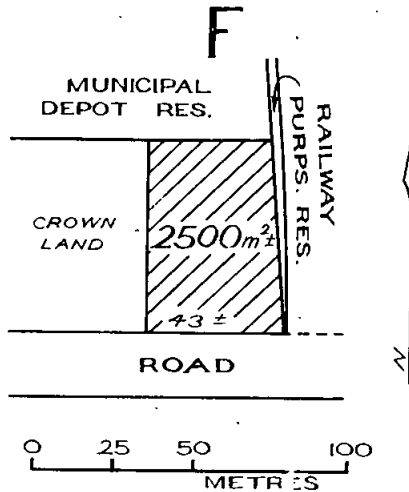 F
MUNICIPAL
DEPOT RES.
RAILWAY
PURPS. RES.
CROWN
LAND
2500m²±
43 ±
ROAD
0 25 50 100
METRES
N